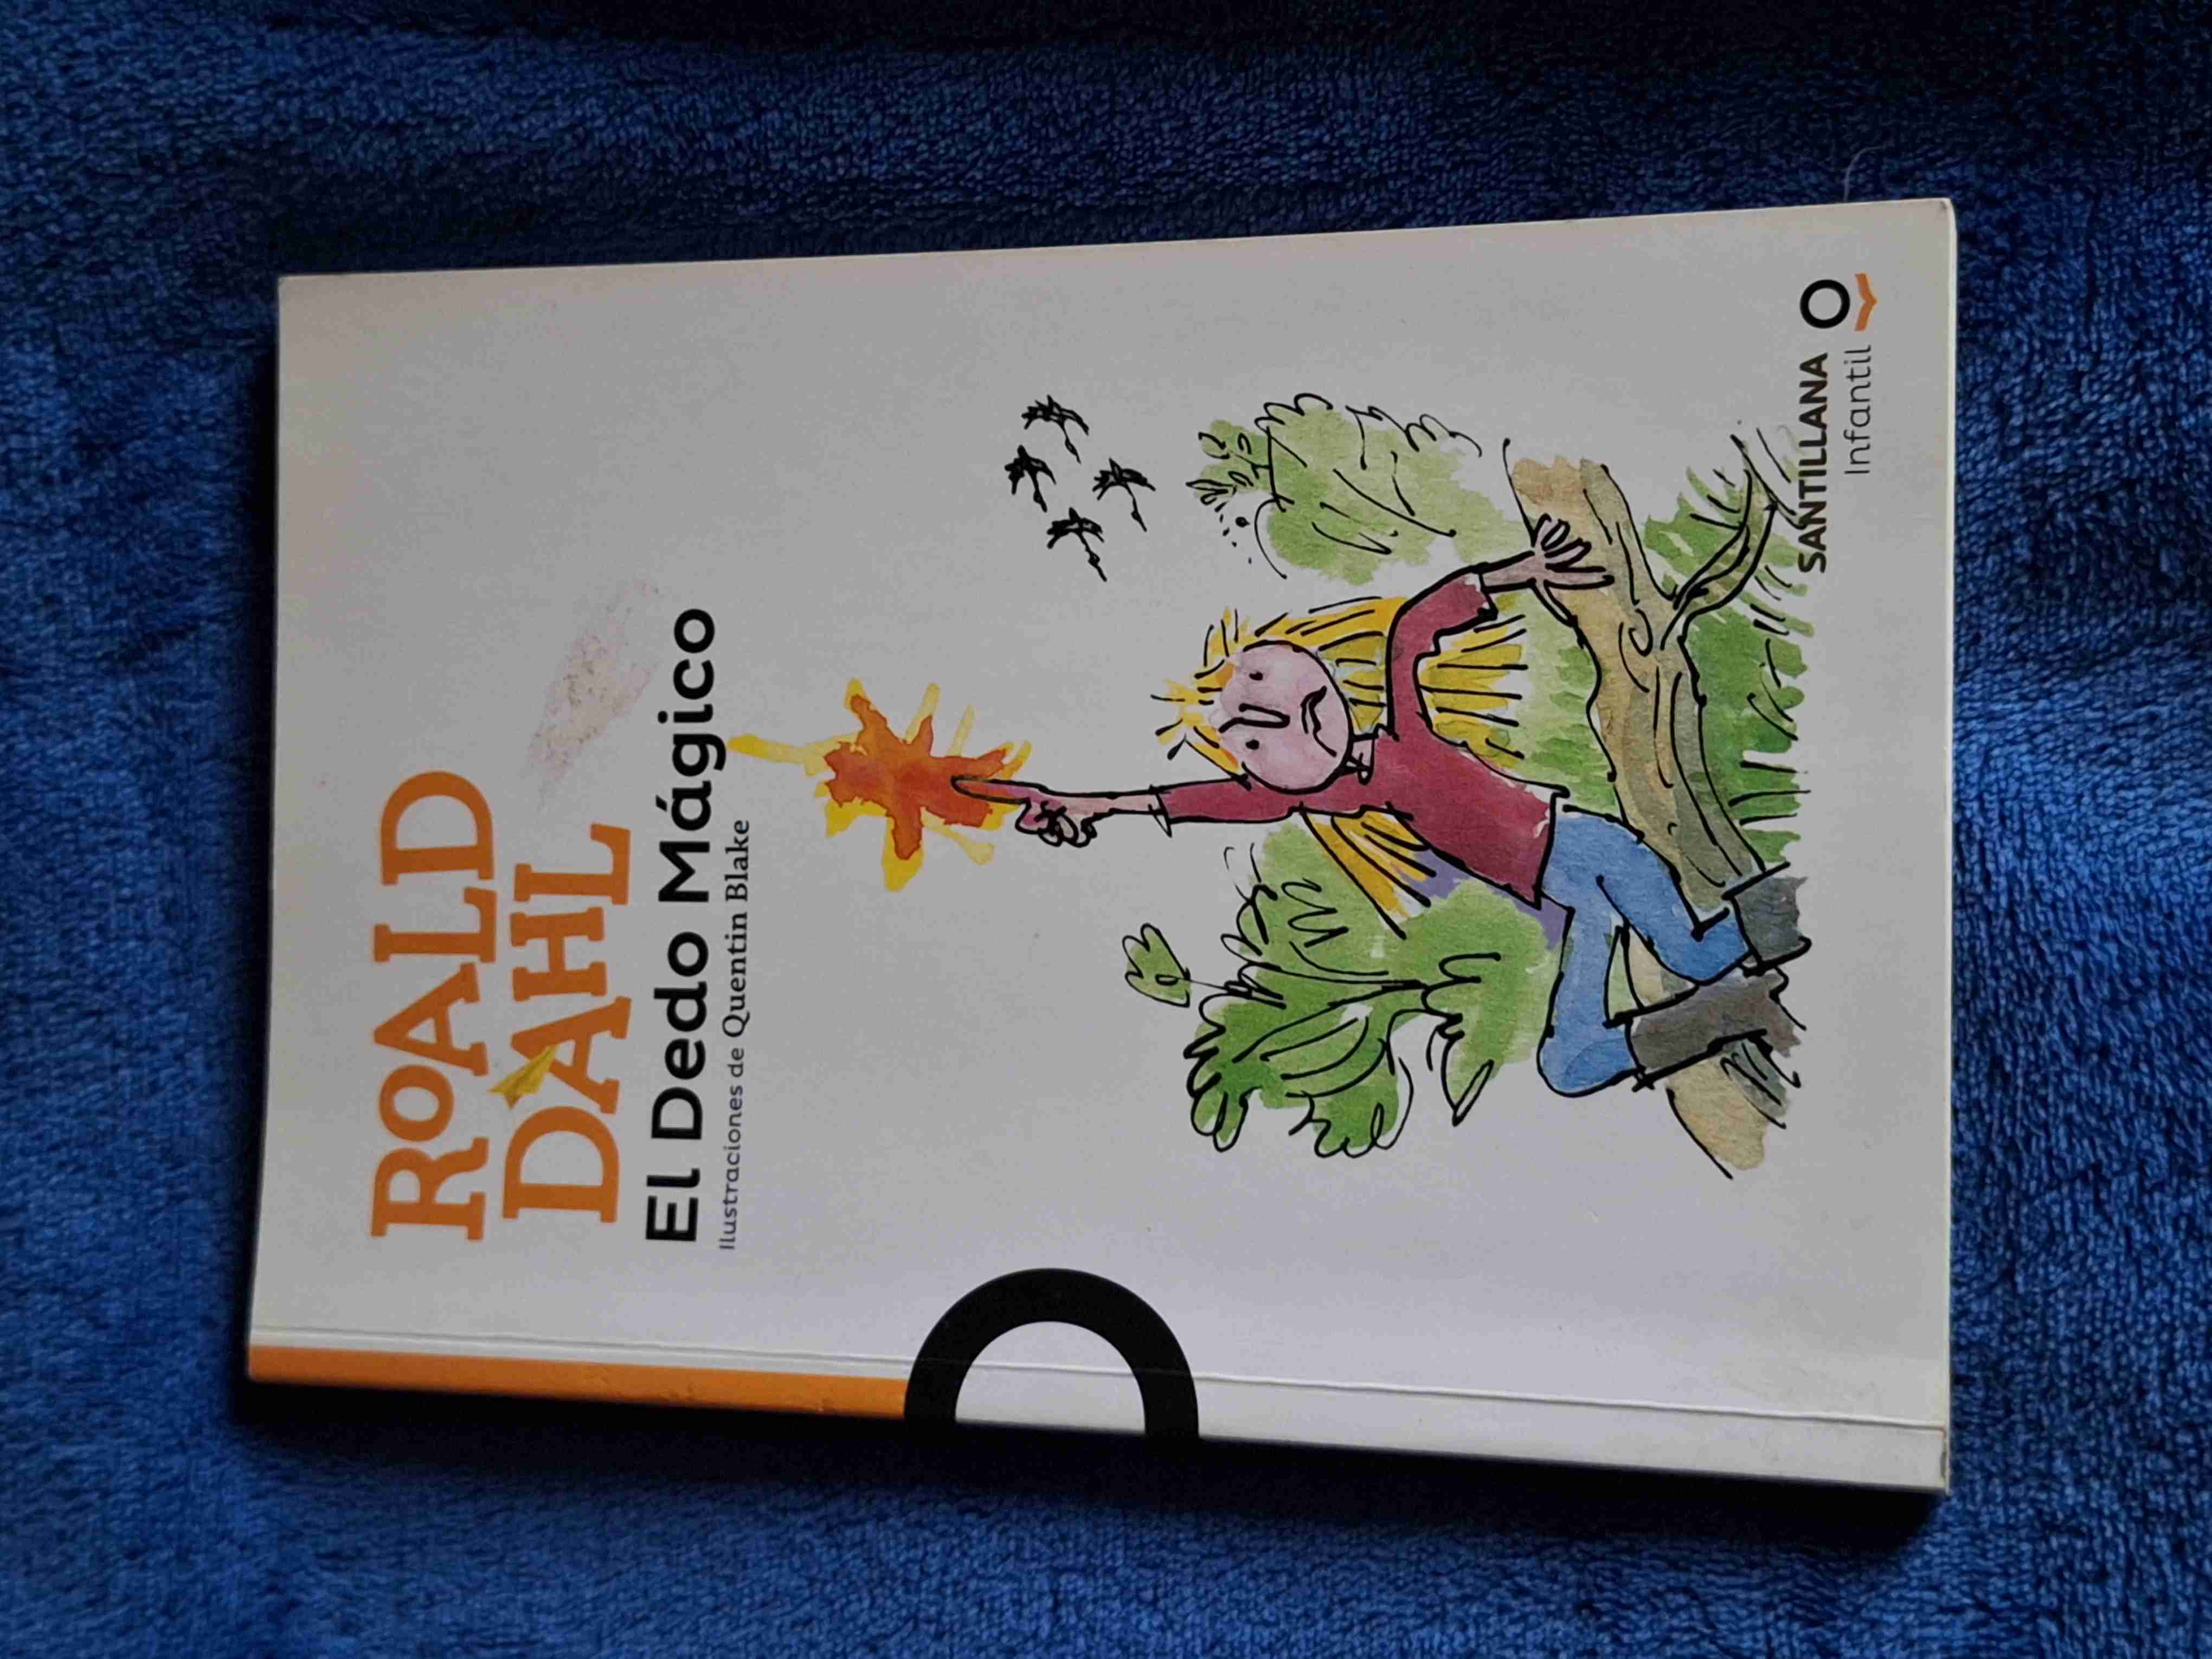 ROALD
DAHL
El Dedo Mágico
Ilustraciones de Quentin Blake
SANTILLANA
Infantil